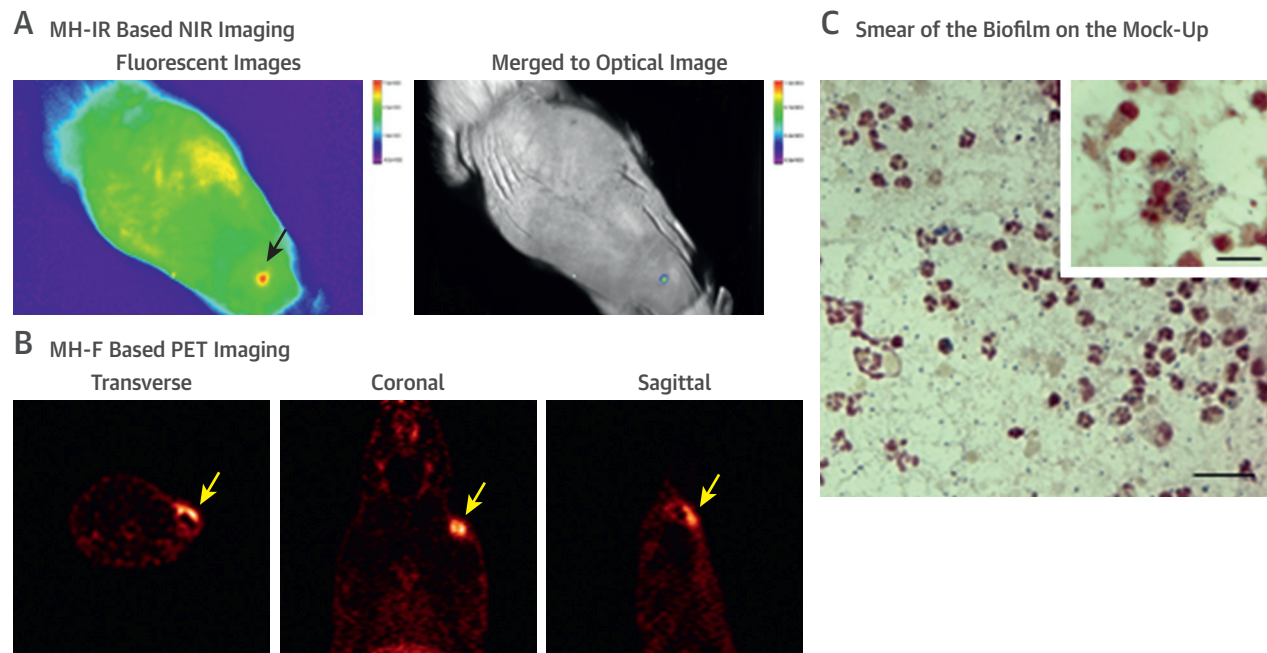 A MH-IR Based NIR Imaging
Fluorescent Images
Merged to Optical Image
B MH-F Based PET Imaging
Transverse
Coronal
Sagittal
C Smear of the Biofilm on the Mock-Up